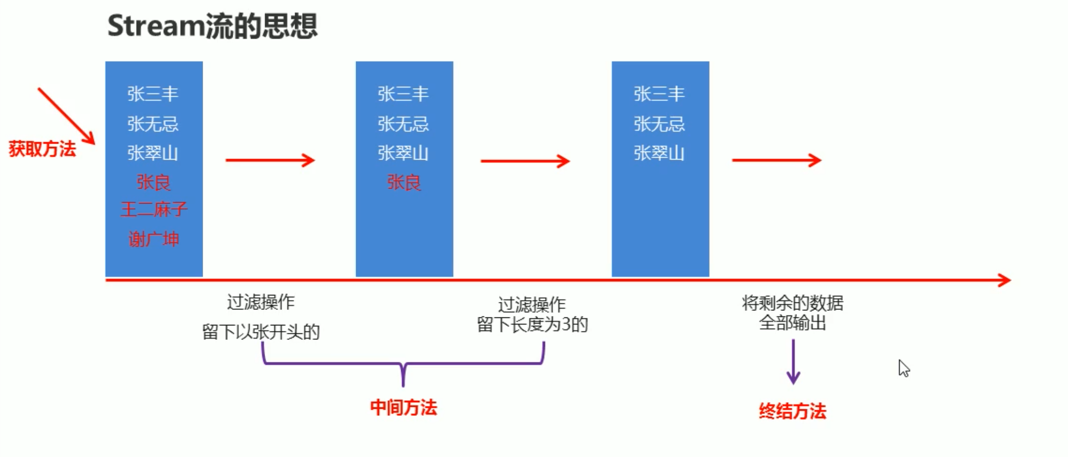 Stream流的思想
获取方法
张三丰
张无忌
张翠山
张良
王二麻子
谢广坤
张三丰
张无忌
张翠山
张良
张三丰
张无忌
张翠山
过滤操作
留下以张开头的
过滤操作
留下长度为3的
将剩余的数据
全部输出
中间方法
终结方法